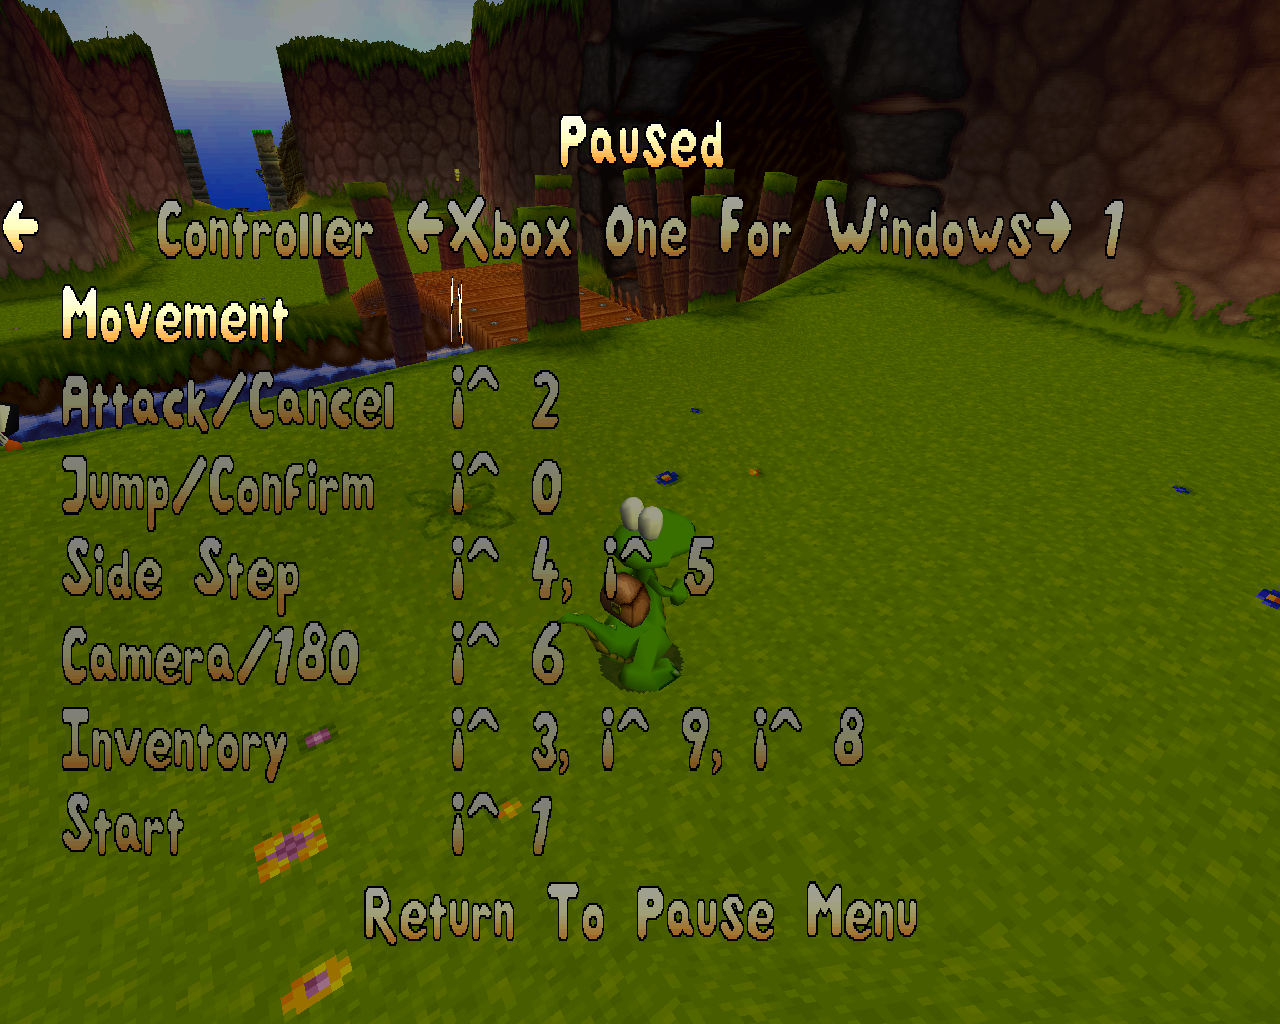 Paused
← Controller ←Xbox One For Windows→ 1
Movement
Attack/Cancel i^ 2
Jump/Confirm i^ 0
Side Step i^ 4, i^ 5
Camera/180 i^ 6
Inventory i^ 3, i^ 9, i^ 8
Start i^ 1
Return To Pause Menu